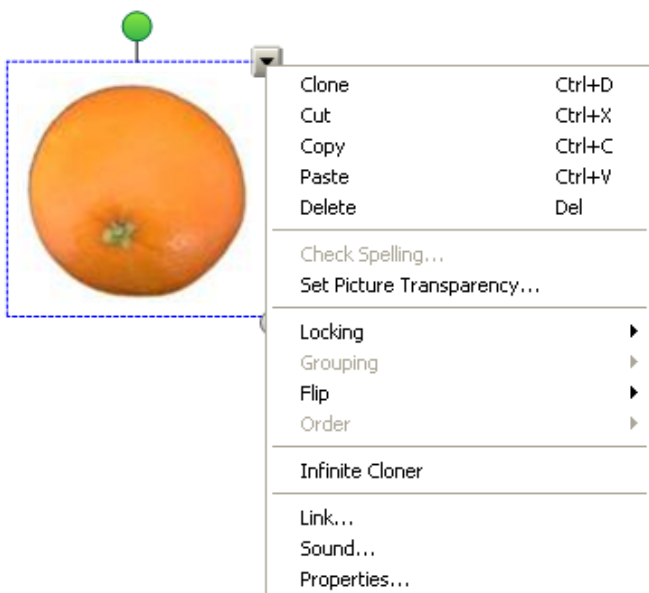 Clone Ctrl+D
Cut Ctrl+X
Copy Ctrl+C
Paste Ctrl+V
Delete Del
Check Spelling...
Set Picture Transparency...
Locking
Grouping
Flip
Order
Infinite Cloner
Link...
Sound...
Properties...